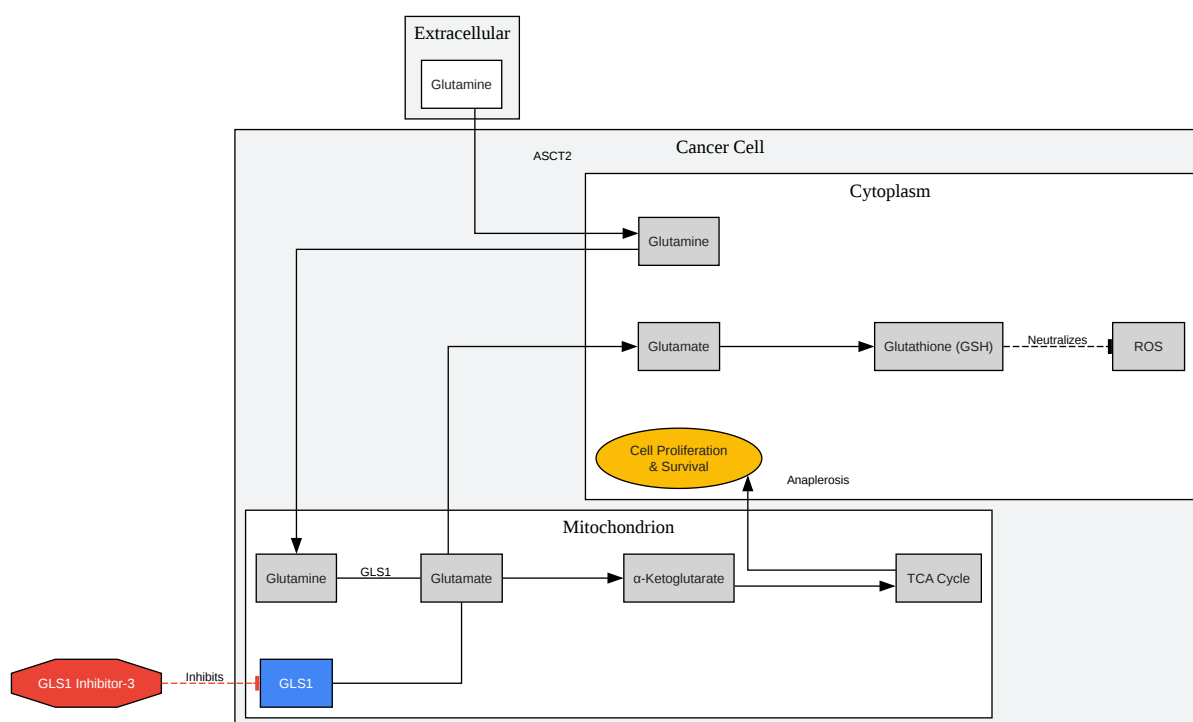 Extracellular
Glutamine
Cancer Cell
ASCT2
Cytoplasm
Glutamine
Glutamate
Glutathione (GSH)
Neutralizes
ROS
Cell Proliferation
& Survival
Anaplerosis
Mitochondrion
Glutamine
GLS1
Glutamate
α-Ketoglutarate
TCA Cycle
GLS1 Inhibitor-3
Inhibits
GLS1